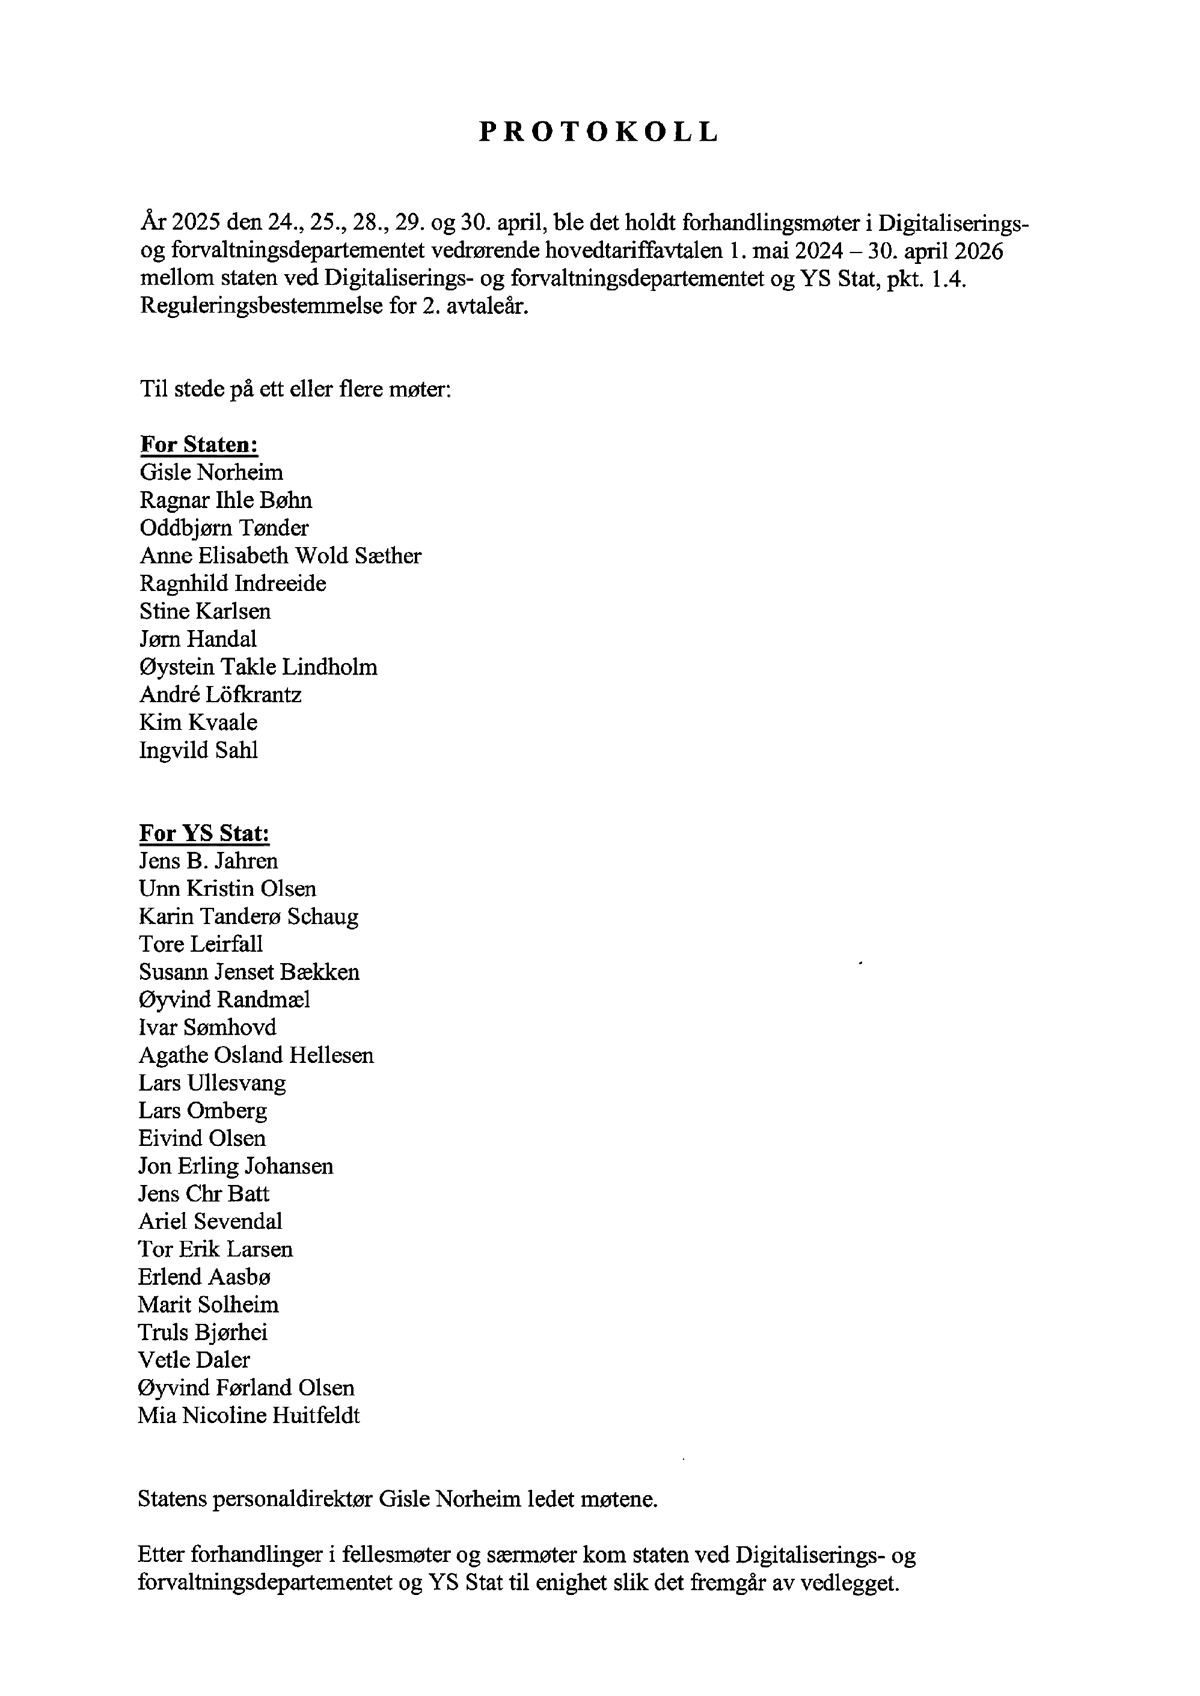 PROTOKOLL
År 2025 den 24., 25., 28., 29. og 30. april, ble det holdt forhandlingsmøter i Digitaliserings-
og forvaltningsdepartementet vedrørende hovedtariffavtalen 1. mai 2024 – 30. april 2026
mellom staten ved Digitaliserings- og forvaltningsdepartementet og YS Stat, pkt. 1.4.
Reguleringsbestemmelse for 2. avtaleår.
Til stede på ett eller flere møter:
For Staten:
Gisle Norheim
Ragnar Ihle Bøhn
Oddbjørn Tønder
Anne Elisabeth Wold Sæther
Ragnhild Indreeide
Stine Karlsen
Jørn Handal
Øystein Takle Lindholm
André Löfkrantz
Kim Kvaale
Ingvild Sahl
For YS Stat:
Jens B. Jahren
Unn Kristin Olsen
Karin Tanderø Schaug
Tore Leirfall
Susann Jenset Bækken
Øyvind Randmæl
Ivar Sømhovd
Agathe Osland Hellesen
Lars Ullesvang
Lars Omberg
Eivind Olsen
Jon Erling Johansen
Jens Chr Batt
Ariel Sevendal
Tor Erik Larsen
Erlend Aasbø
Marit Solheim
Truls Bjørhei
Vetle Daler
Øyvind Førland Olsen
Mia Nicoline Huitfeldt
Statens personaldirektør Gisle Norheim ledet møtene.
Etter forhandlinger i fellesmøter og særmøter kom staten ved Digitaliserings- og
forvaltningsdepartementet og YS Stat til enighet slik det fremgår av vedlegget.